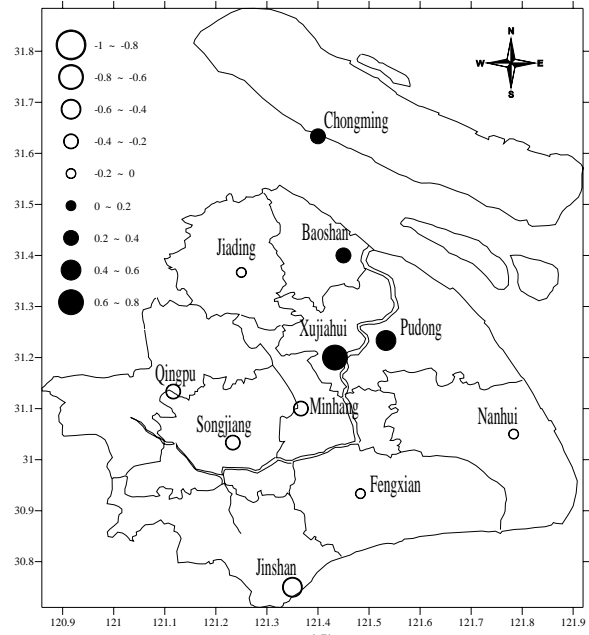 N
W E
S
-1 ~ -0.8
-0.8 ~ -0.6
-0.6 ~ -0.4
-0.4 ~ -0.2
-0.2 ~ 0
0 ~ 0.2
0.2 ~ 0.4
0.4 ~ 0.6
0.6 ~ 0.8
31.8
31.7
31.6
31.5
31.4
31.3
31.2
31.1
31
30.9
30.8
Chongming
Baoshan
Jiading
Xujiahui
Pudong
Qingpu
Minhang
Songjiang
Nanhui
Fengxian
Jinshan
120.9 121 121.1 121.2 121.3 121.4 121.5 121.6 121.7 121.8 121.9